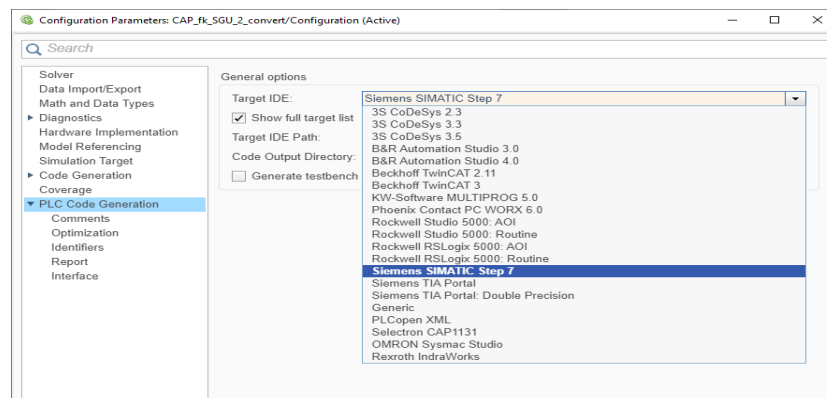 Configuration Parameters: CAP_fk_SGU_2_convert/Configuration (Active)
Search
Solver
Data Import/Export
Math and Data Types
Diagnostics
Hardware Implementation
Model Referencing
Simulation Target
Code Generation
Coverage
PLC Code Generation
Comments
Optimization
Identifiers
Report
Interface
General options
Target IDE: Siemens SIMATIC Step 7
Show full target list
Target IDE Path:
Code Output Directory:
Generate testbench
3S CoDeSys 2.3
3S CoDeSys 3.3
3S CoDeSys 3.5
B&R Automation Studio 3.0
B&R Automation Studio 4.0
Beckhoff TwinCAT 2.11
Beckhoff TwinCAT 3
KW-Software MULTIPROG 5.0
Phoenix Contact PC WORX 6.0
Rockwell Studio 5000: AOI
Rockwell Studio 5000: Routine
Rockwell RSLogix 5000: AOI
Rockwell RSLogix 5000: Routine
Siemens SIMATIC Step 7
Siemens TIA Portal
Siemens TIA Portal: Double Precision
Generic
PLCopen XML
Selectron CAP1131
OMRON Sysmac Studio
Rexroth IndraWorks